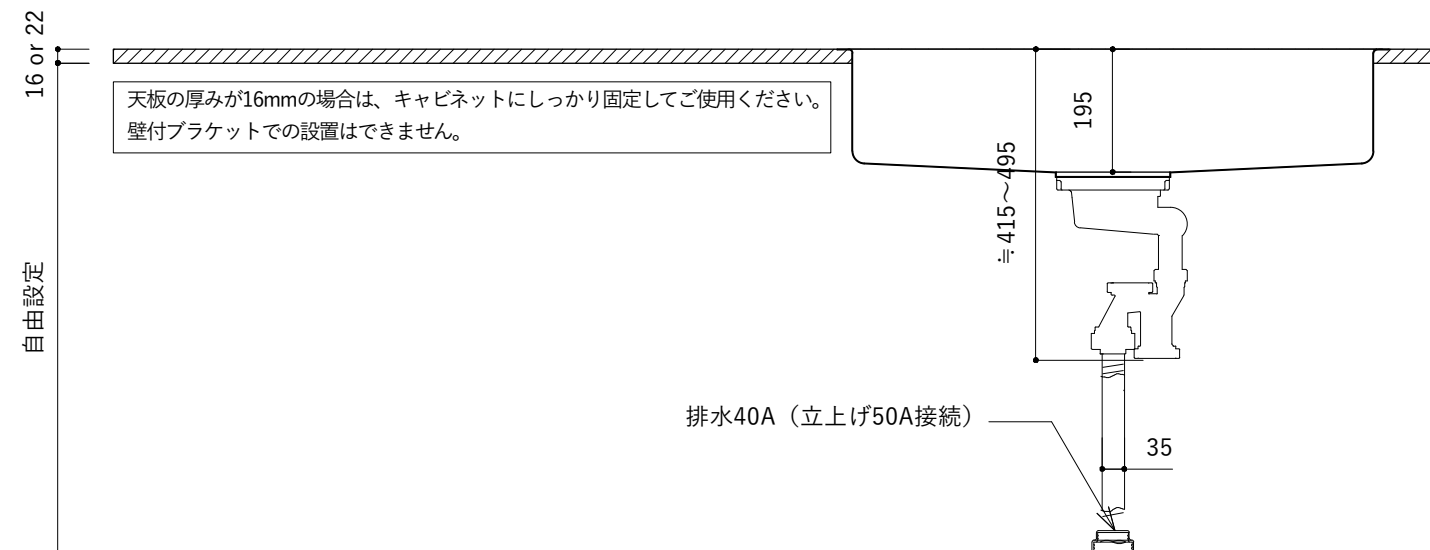 16 or 22
天板の厚みが16mmの場合は、キャビネットにしっかり固定してご使用ください。
壁付ブラケットでの設置はできません。
195
≒415～495
自由設定
排水40A（立上げ50A接続）
35